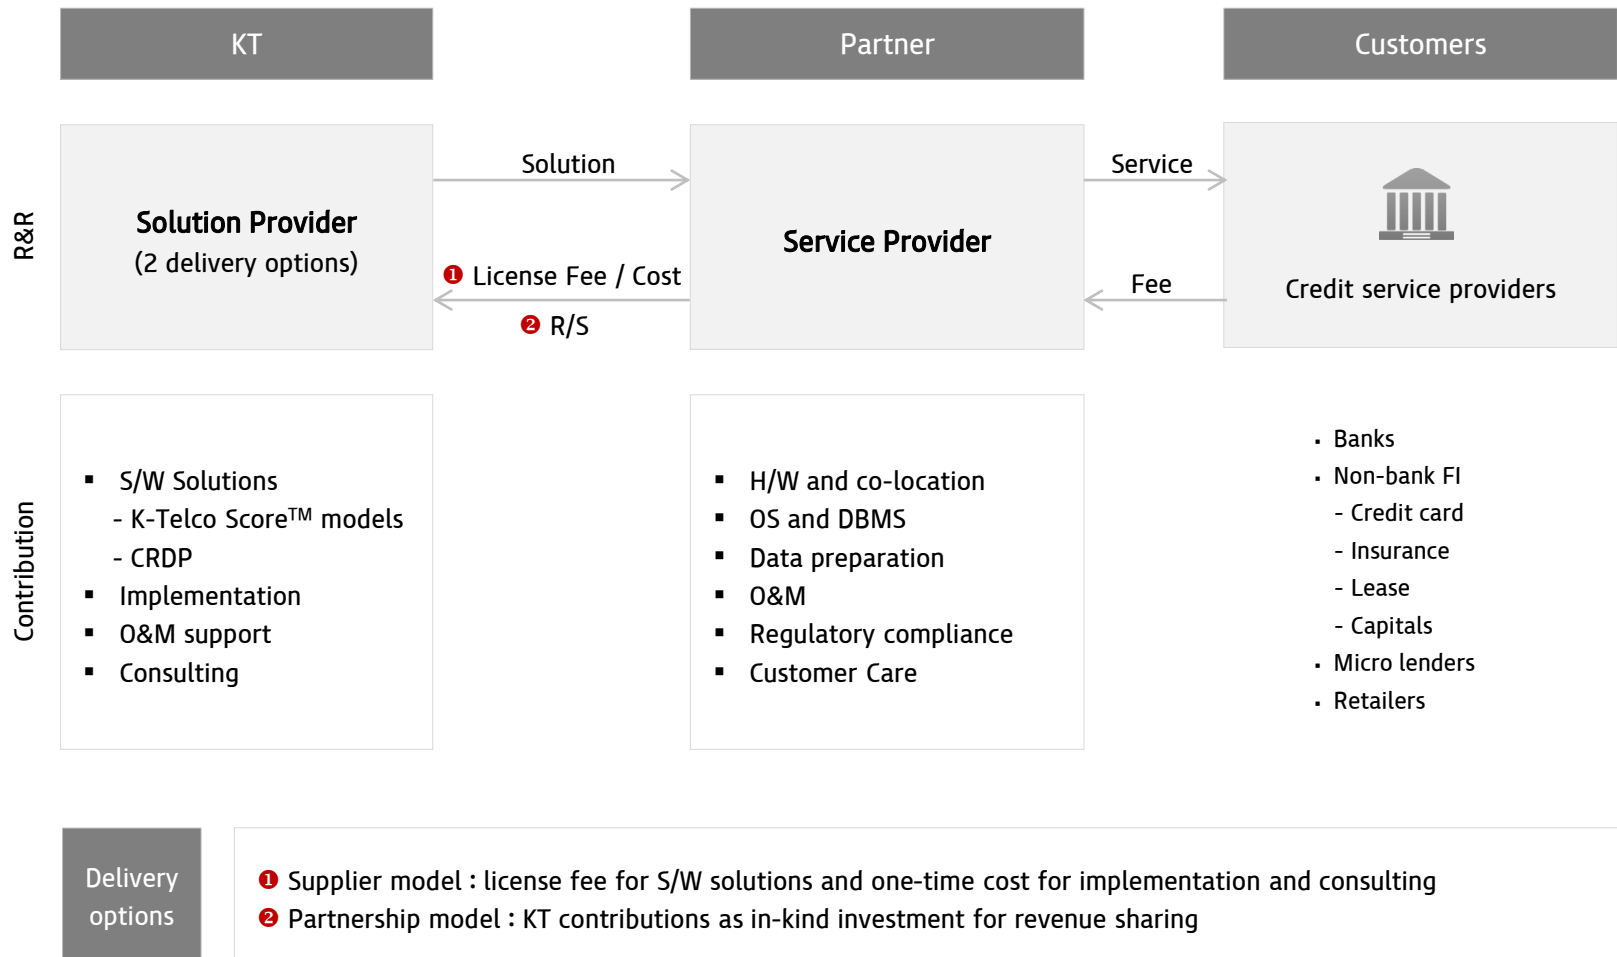 KT
Partner
Customers
R&R
Solution Provider
(2 delivery options)
Solution
❶ License Fee / Cost
❷ R/S
Service Provider
Service
Fee
Credit service providers
Contribution
▪ S/W Solutions
- K-Telco Score™ models
- CRDP
▪ Implementation
▪ O&M support
▪ Consulting
▪ H/W and co-location
▪ OS and DBMS
▪ Data preparation
▪ O&M
▪ Regulatory compliance
▪ Customer Care
▪ Banks
▪ Non-bank FI
- Credit card
- Insurance
- Lease
- Capitals
▪ Micro lenders
▪ Retailers
Delivery
options
❶ Supplier model : license fee for S/W solutions and one-time cost for implementation and consulting
❷ Partnership model : KT contributions as in-kind investment for revenue sharing